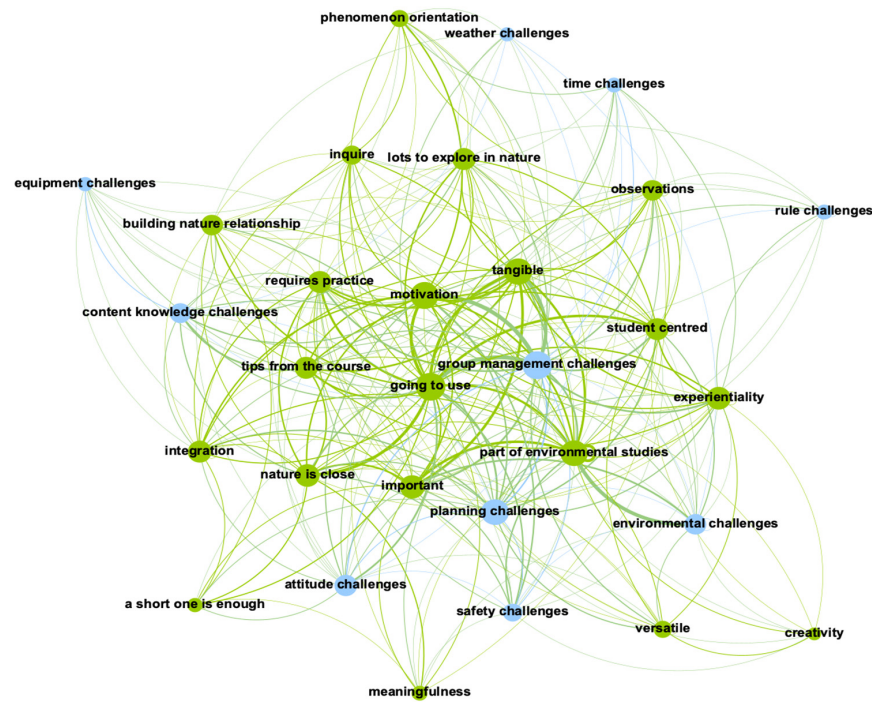 phenomenon orientation
weather challenges
time challenges
inquire
lots to explore in nature
equipment challenges
observations
rule challenges
building nature relationship
tangible
requires practice
motivation
content knowledge challenges
student centred
group management challenges
tips from the course
going to use
experientiality
integration
part of environmental studies
nature is close
important
planning challenges
environmental challenges
attitude challenges
a short one is enough
safety challenges
versatile
creativity
meaningfulness